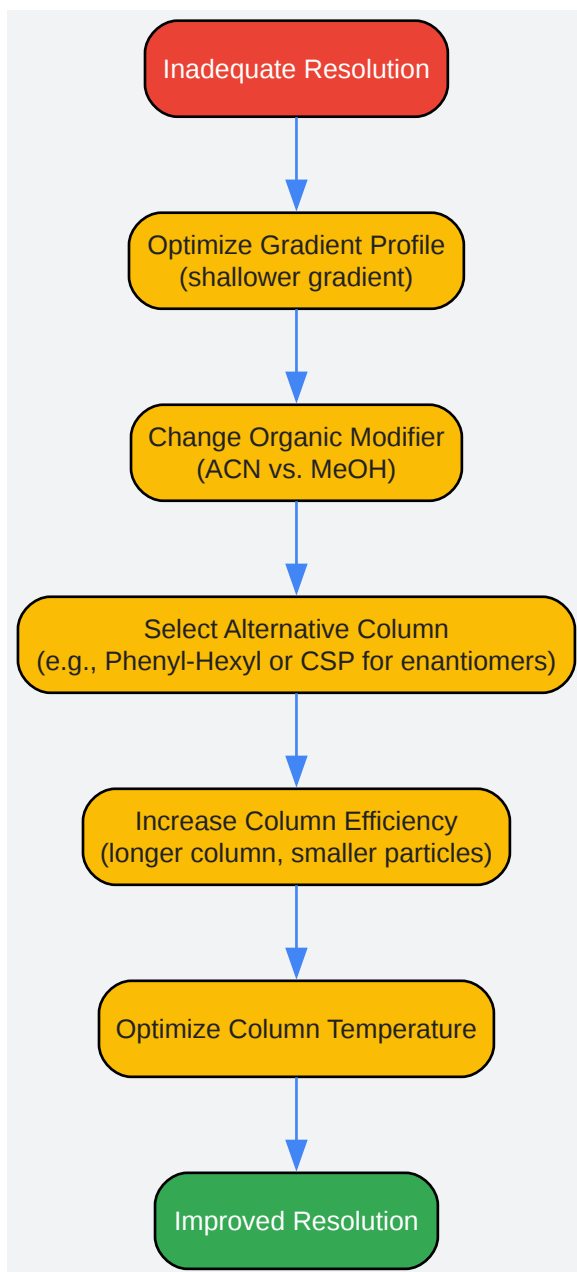 Inadequate Resolution
Optimize Gradient Profile
(shallower gradient)
Change Organic Modifier
(ACN vs. MeOH)
Select Alternative Column
(e.g., Phenyl-Hexyl or CSP for enantiomers)
Increase Column Efficiency
(longer column, smaller particles)
Optimize Column Temperature
Improved Resolution